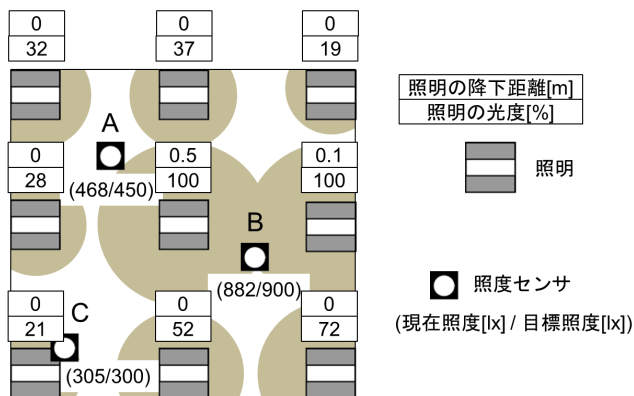 0 0 0
32 37 19
照明の降下距離[m]
照明の光度[%]
A
0 0.5 0.1
28 100 100
照明
(468/450)
B
照度センサ
(882/900)
(現在照度[lx] / 目標照度[lx])
0 0 0
21 52 72
C
(305/300)